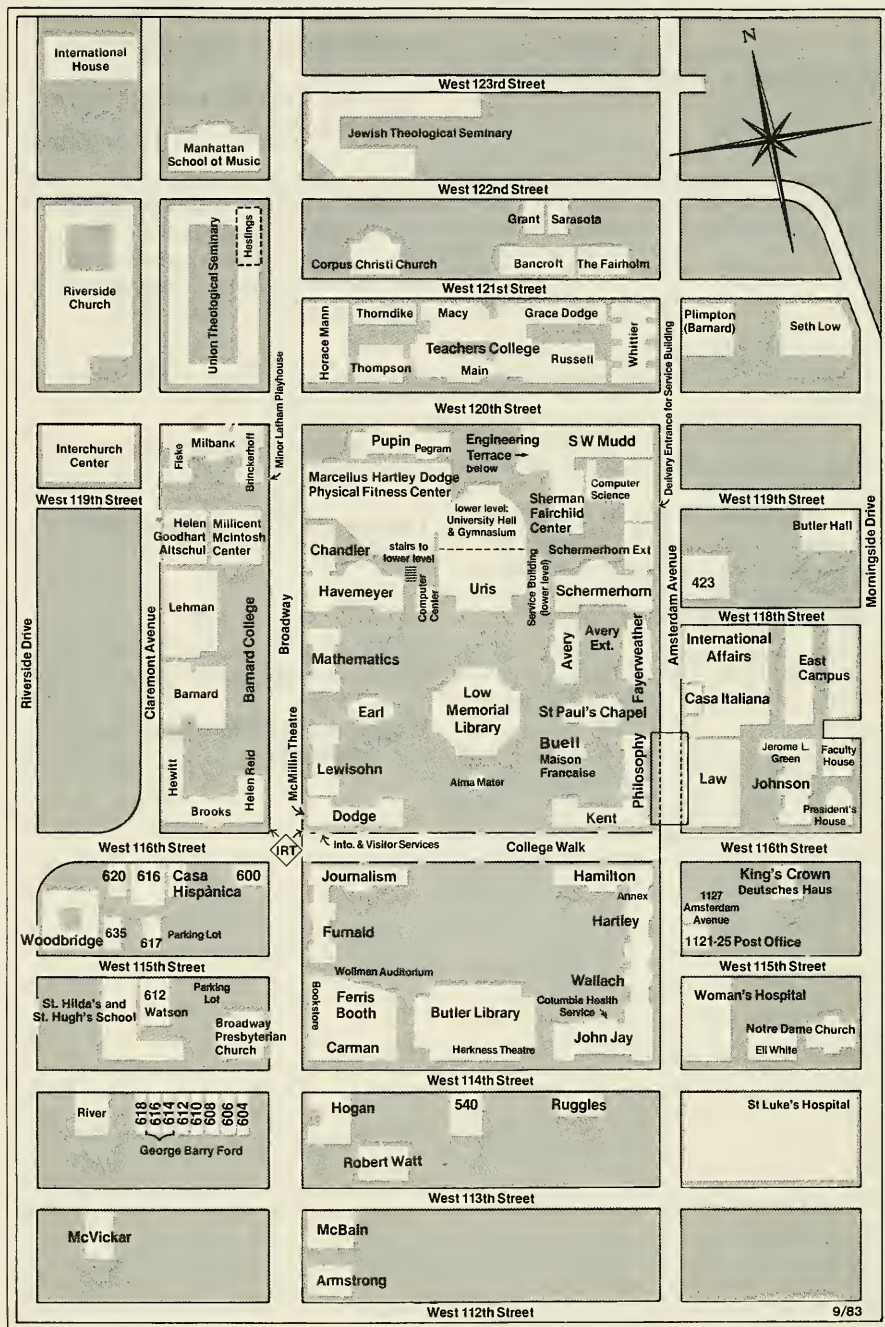 N
International
House
Manhattan
School of Music
West 123rd Street
Jewish Theological Seminary
West 122nd Street
Riverside
Church
Union Theological Seminary
Hastings
Corpus Christi Church
Grant
Sarasota
Bancroft
The Fairholm
West 121st Street
Horace Mann
Thorndike
Macy
Grace Dodge
Teachers College
Thompson
Main
Russell
Whittier
Plimpton
(Barnard)
Seth Low
Minor Latham Playhouse
Delivery Entrance for Service Building
West 120th Street
Interchurch
Center
West 119th Street
Fiske
Milbank
Brinckerhoff
Helen
Goodhart
Altschul
Millicent
McIntosh
Center
Lehman
Barnard
Barnard College
Hewitt
Helen Reid
Brooks
Riverside Drive
Claremont Avenue
Broadway
McMillin Theatre
Pupin
Pegram
Engineering
Terrace →
below
S W Mudd
Marcellus Hartley Dodge
Physical Fitness Center
lower level:
University Hall
& Gymnasium
Sherman
Fairchild
Center
Computer
Science
Chandler
stairs to
lower level
Schermerhorn Ext
Havemeyer
Computer
Center
Uris
Service Building
(lower level)
Schermerhorn
Mathematics
Avery
Avery
Ext.
Fayerweather
Earl
Low
Memorial
Library
St Paul's Chapel
Lewisohn
Alma Mater
Buell
Maison
Francaise
Philosophy
Dodge
Kent
Amsterdam Avenue
Morningside Drive
West 119th Street
Butler Hall
423
West 118th Street
International
Affairs
East
Campus
Casa Italiana
Law
Jerome L.
Green
Faculty
House
Johnson
President's
House
West 116th Street
IRT
Info. & Visitor Services
College Walk
West 116th Street
620
616
Casa
Hispànica
600
Woodbridge
635
617
Parking Lot
West 115th Street
Journalism
Hamilton
Annex
Furnald
Hartley
Wollman Auditorium
Wallach
Bookstore
Ferris
Booth
Butler Library
Columbia Health
Service
Carman
Herkness Theatre
John Jay
King's Crown
Deutsches Haus
1127
Amsterdam
Avenue
1121-25 Post Office
West 115th Street
St. Hilda's and
St. Hugh's School
612
Watson
Parking
Lot
Broadway
Presbyterian
Church
Woman's Hospital
Notre Dame Church
Eli White
West 114th Street
River
618
616
614
612
610
608
606
604
George Barry Ford
Hogan
540
Ruggles
Robert Watt
St Luke's Hospital
West 113th Street
McVickar
McBain
Armstrong
West 112th Street
9/83